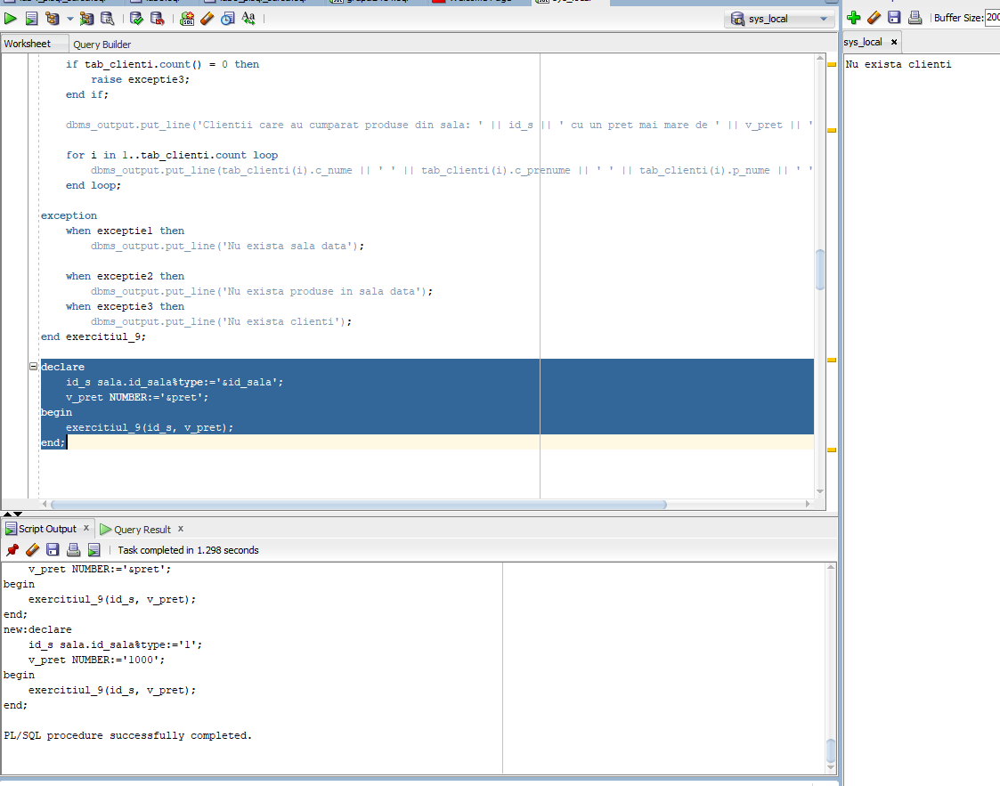 sys_local
Buffer Size: 200
Worksheet
Query Builder
sys_local
if tab_clienti.count() = 0 then
raise exceptie3;
end if;
dbms_output.put_line('Clientii care au cumparat produse din sala: ' || id_s || ' cu un pret mai mare de ' || v_pret || '
for i in 1..tab_clienti.count loop
dbms_output.put_line(tab_clienti(i).c_nume || ' ' || tab_clienti(i).c_prenume || ' ' || tab_clienti(i).p_nume || ' '
end loop;
exception
when exceptie1 then
dbms_output.put_line('Nu exista sala data');
when exceptie2 then
dbms_output.put_line('Nu exista produse in sala data');
when exceptie3 then
dbms_output.put_line('Nu exista clienti');
end exercitiul_9;
declare
id_s sala.id_sala%type:='&id_sala';
v_pret NUMBER:='&pret';
begin
exercitiul_9(id_s, v_pret);
end;
Nu exista clienti
Script Output
Query Result
Task completed in 1.298 seconds
v_pret NUMBER:='&pret';
begin
exercitiul_9(id_s, v_pret);
end;
new:declare
id_s sala.id_sala%type:='1';
v_pret NUMBER:='1000';
begin
exercitiul_9(id_s, v_pret);
end;
PL/SQL procedure successfully completed.